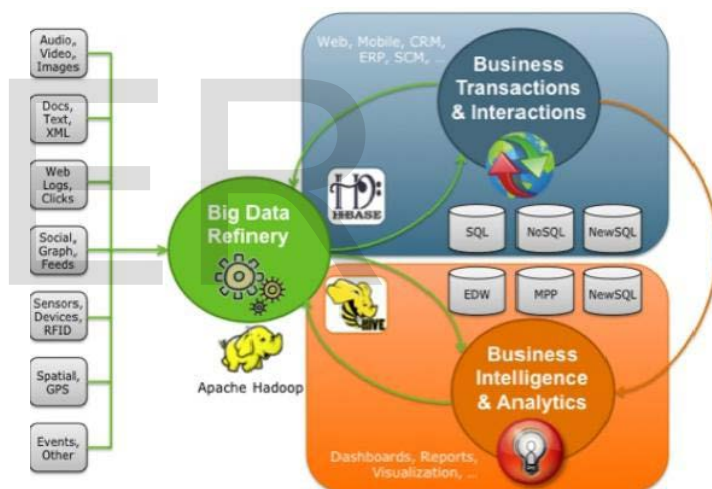 Audio,
Video,
Images
Docs,
Text,
XML
Web
Logs,
Clicks
Social,
Graph,
Feeds
Sensors,
Devices,
RFID
Spatial,
GPS
Events,
Other
Big Data
Refinery
Apache Hadoop
Web, Mobile, CRM,
ERP, SCM, ...
Business
Transactions
& Interactions
HBASE
SQL
NoSQL
NewSQL
EDW
MPP
NewSQL
HIVE
Business
Intelligence
& Analytics
Dashboards, Reports,
Visualization, ...
ER